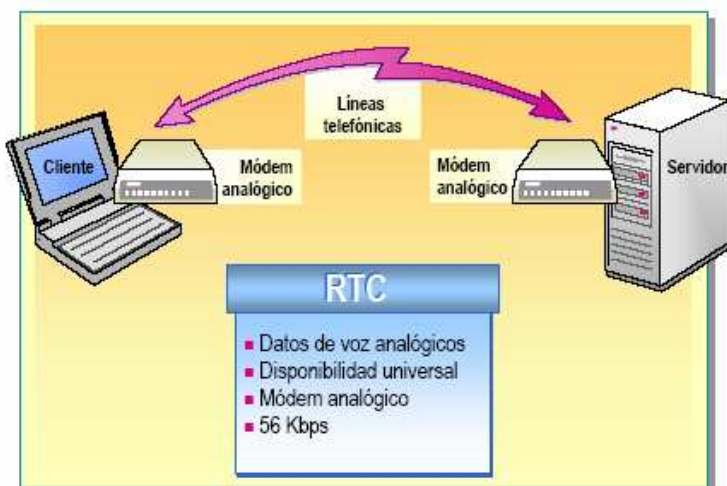 Líneas
telefónicas
Cliente
Módem
analógico
Módem
analógico
Servidor
RTC
Datos de voz analógicos
Disponibilidad universal
Módem analógico
56 Kbps